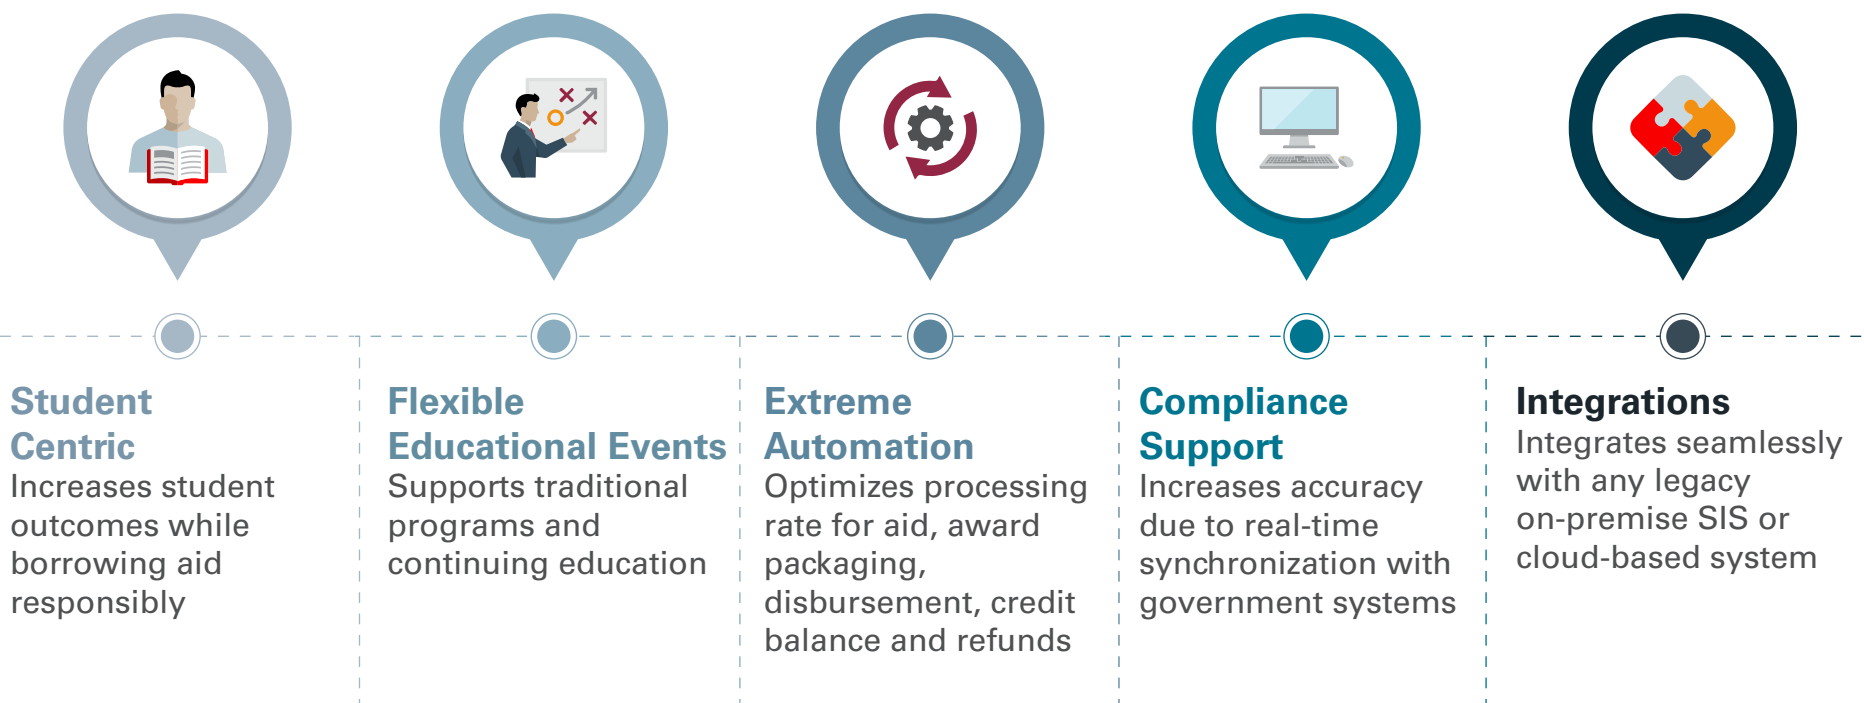 Student
Centric
Increases student
outcomes while
borrowing aid
responsibly
Flexible
Educational Events
Supports traditional
programs and
continuing education
Extreme
Automation
Optimizes processing
rate for aid, award
packaging,
disbursement, credit
balance and refunds
Compliance
Support
Increases accuracy
due to real-time
synchronization with
government systems
Integrations
Integrates seamlessly
with any legacy
on-premise SIS or
cloud-based system